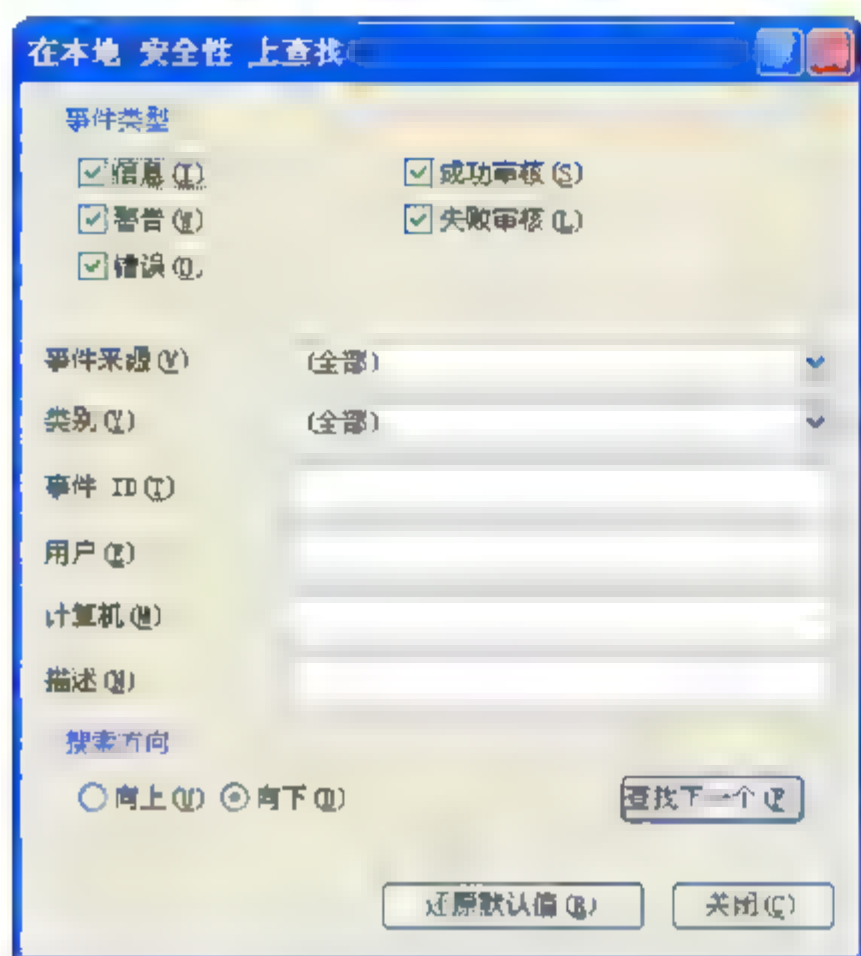 在本地 安全性 上查找
事件类型
信息(I) 成功审核(S)
警告(W) 失败审核(L)
错误
事件来源(V) (全部)
类别(Y) (全部)
事件 ID(T)
用户(E)
计算机(M)
描述(N)
搜索方向
向上(U) 向下(D)
查找下一个(F)
还原默认值(R) 关闭(C)